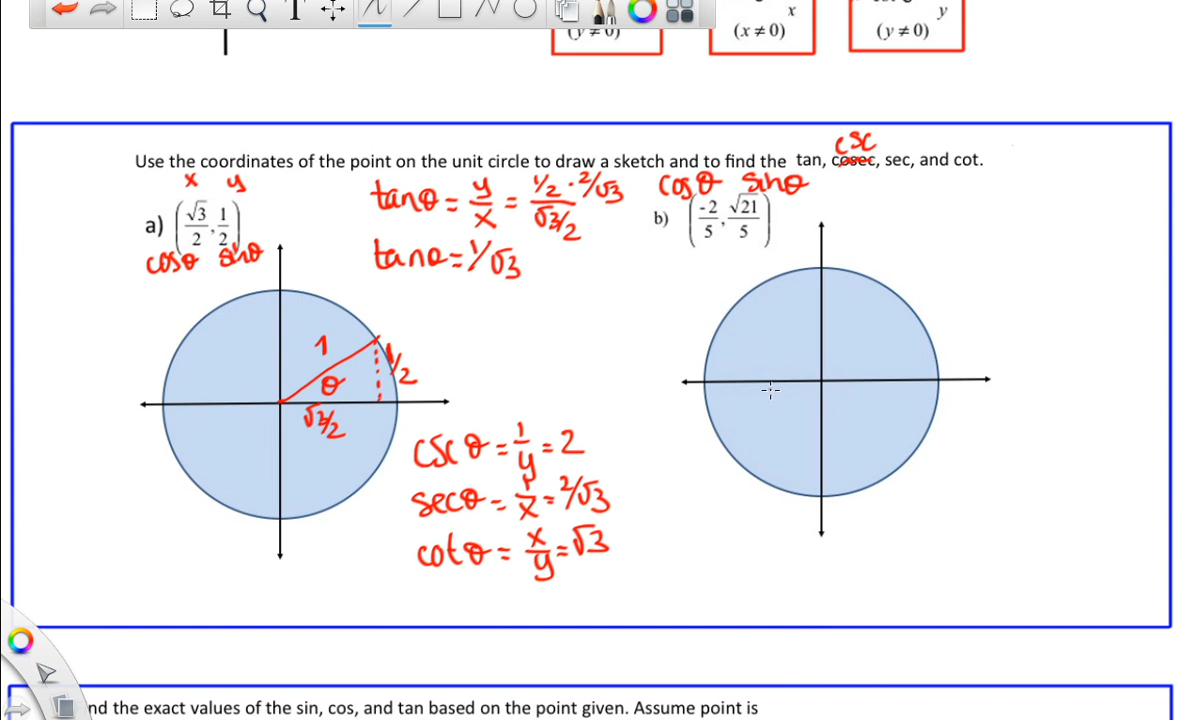 x
y
(y ≠ 0)
(x ≠ 0)
(y ≠ 0)
csc
Use the coordinates of the point on the unit circle to draw a sketch and to find the tan, cosec, sec, and cot.
x y
a) (√3/2, 1/2)
cosθ sinθ
tanθ = y/x = 1/2 · 2/√3
√3/2
tanθ = 1/√3
cosθ sinθ
b) (-2/5, √21/5)
1
1/2
θ
√3/2
cscθ = 1/y = 2
secθ = 1/x = 2/√3
cotθ = x/y = √3
nd the exact values of the sin, cos, and tan based on the point given. Assume point is